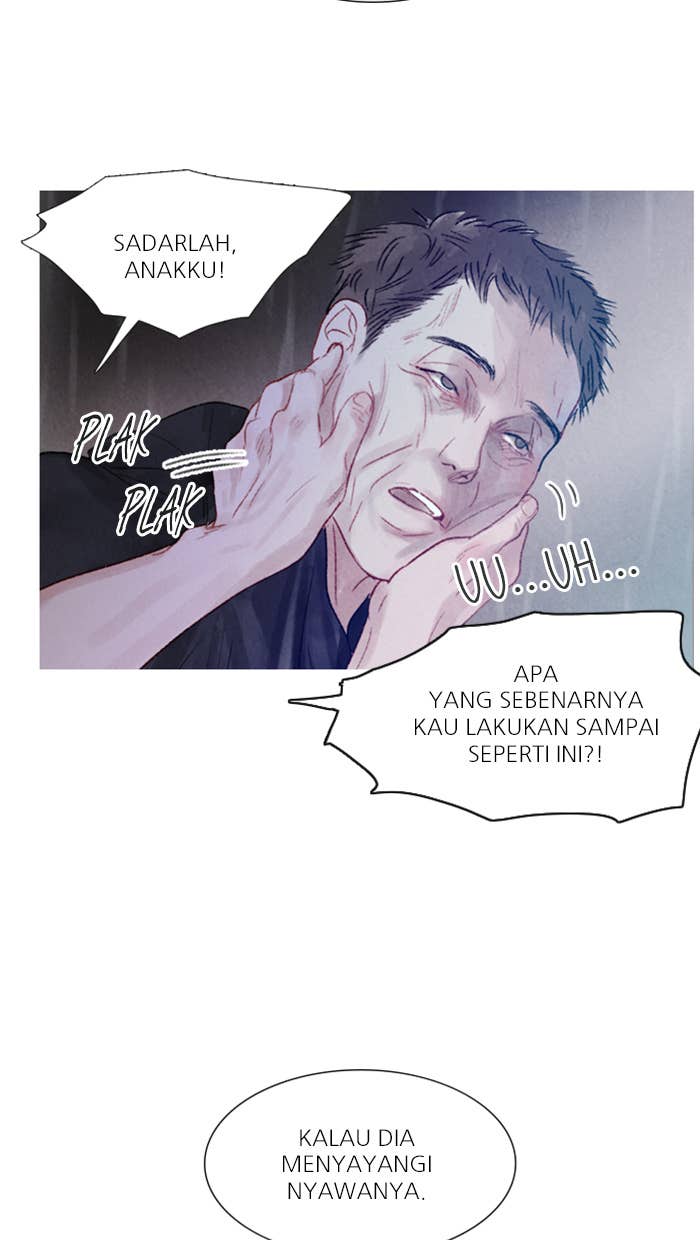 SADARLAH,
ANAKKU!
PLAK
PLAK
UU...UH...
APA
YANG SEBENARNYA
KAU LAKUKAN SAMPAI
SEPERTI INI?!
KALAU DIA
MENYAYANGI
NYAWANYA.